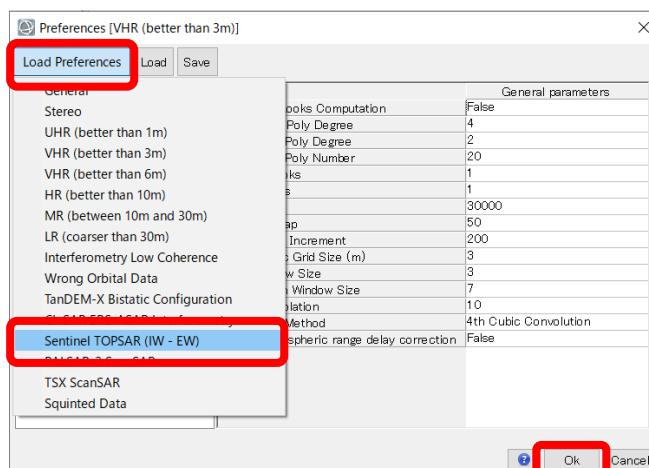 Preferences [VHR (better than 3m)]
Load Preferences Load Save
General
Stereo
UHR (better than 1m)
VHR (better than 3m)
VHR (better than 6m)
HR (better than 10m)
MR (between 10m and 30m)
LR (coarser than 30m)
Interferometry Low Coherence
Wrong Orbital Data
TanDEM-X Bistatic Configuration
Sentinel TOPSAR (IW - EW)
TSX ScanSAR
Squinted Data
General parameters
ooks Computation False
Poly Degree 4
Poly Degree 2
Poly Number 20
1
1
30000
50
Increment 200
Grid Size (m) 3
Size 3
Window Size 7
10
Method 4th Cubic Convolution
spheric range delay correction False
Ok Cancel